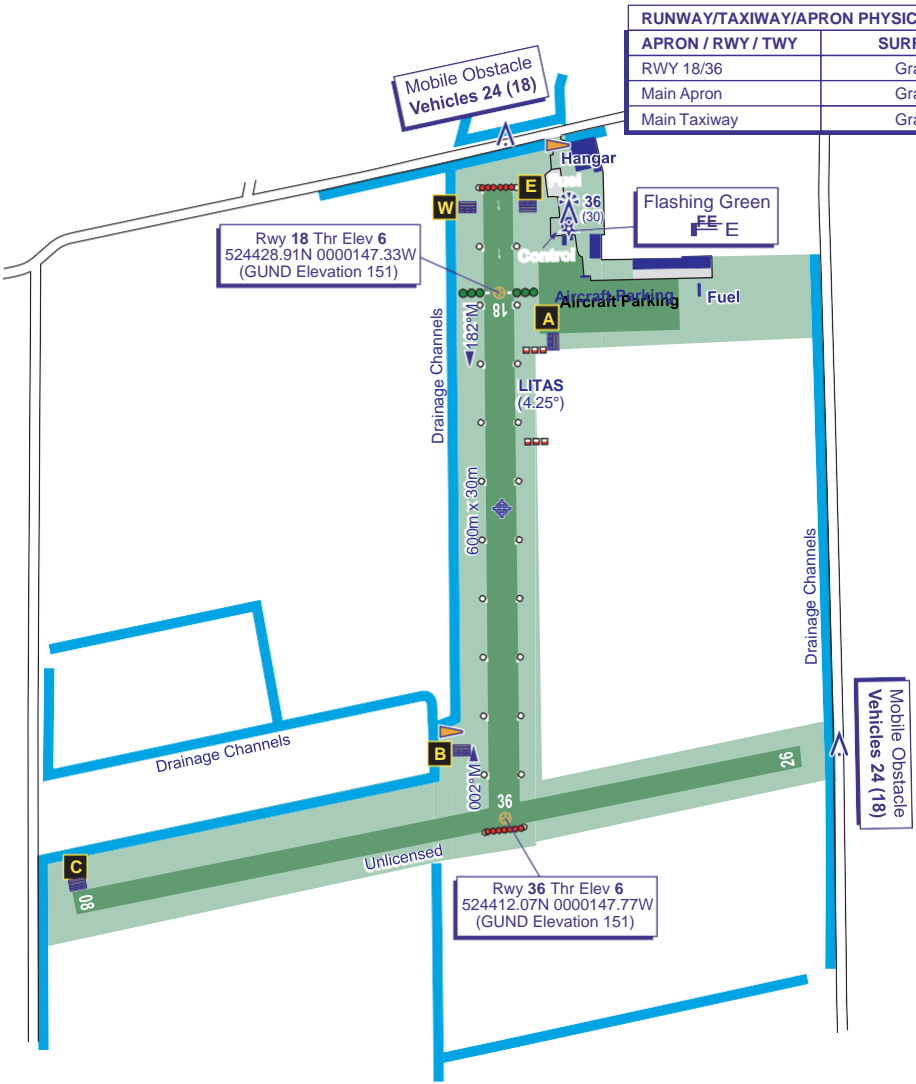 RUNWAY/TAXIWAY/APRON PHYSIC
APRON / RWY / TWY
RWY 18/36
Main Apron
Main Taxiway
Mobile Obstacle
Vehicles 24 (18)
Hangar
Fuel
E
W
36
(30)
Flashing Green
FE E
Control
Rwy 18 Thr Elev 6
524428.91N 0000147.33W
(GUND Elevation 151)
Aircraft Parking
Aircraft Parking
Fuel
18
A
182°M
Drainage Channels
LITAS
(4.25°)
600m x 30m
Drainage Channels
Mobile Obstacle
Vehicles 24 (18)
Drainage Channels
B
002°M
36
26
Unlicensed
C
08
Rwy 36 Thr Elev 6
524412.07N 0000147.77W
(GUND Elevation 151)